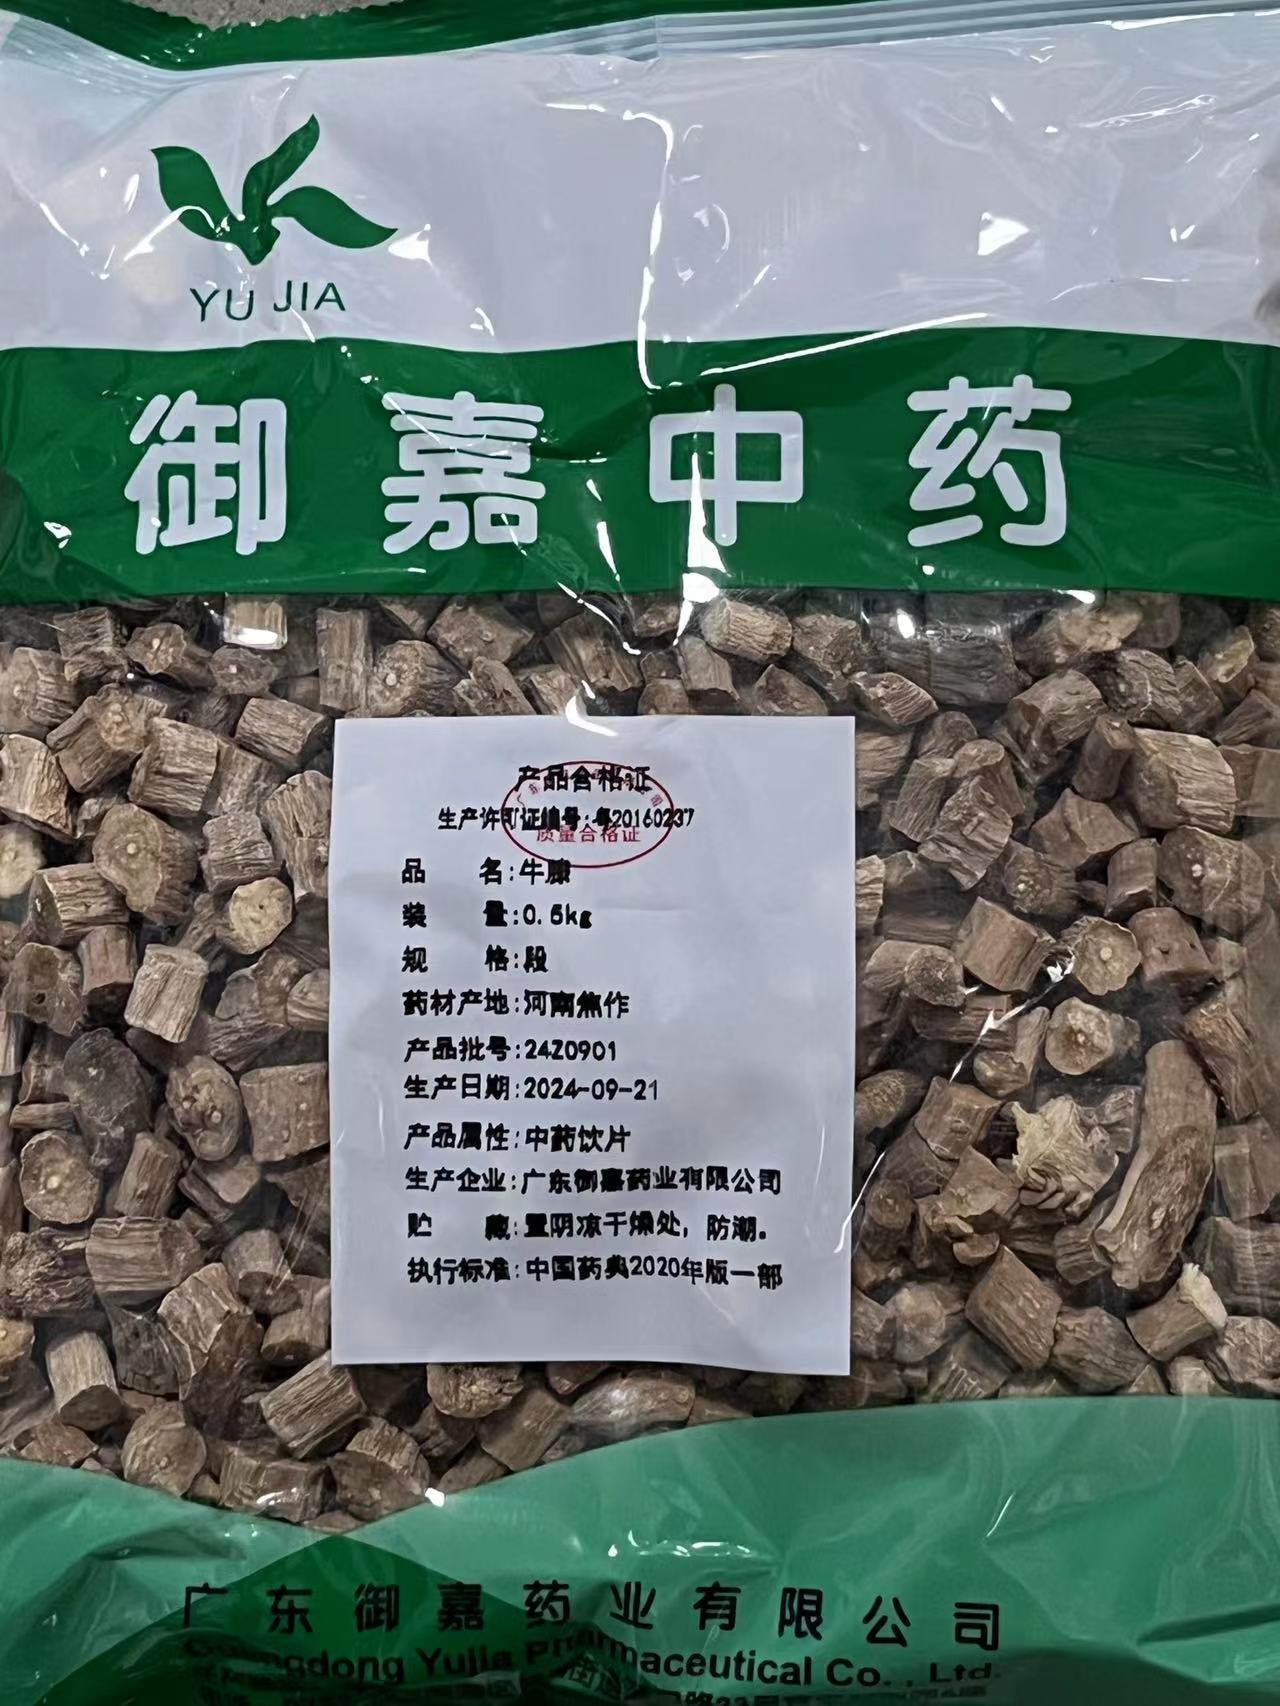 YU JIA
御嘉中药
产品合格证
生产许可证编号:粤20160237
质量合格证
品 名:牛膝
装 量:0.5kg
规 格:段
药材产地:河南焦作
产品批号:24Z0901
生产日期:2024-09-21
产品属性:中药饮片
生产企业:广东御嘉药业有限公司
贮 藏:置阴凉干燥处,防潮。
执行标准:中国药典2020年版一部
广东御嘉药业有限公司
Guangdong Yujia Pharmaceutical Co., Ltd.